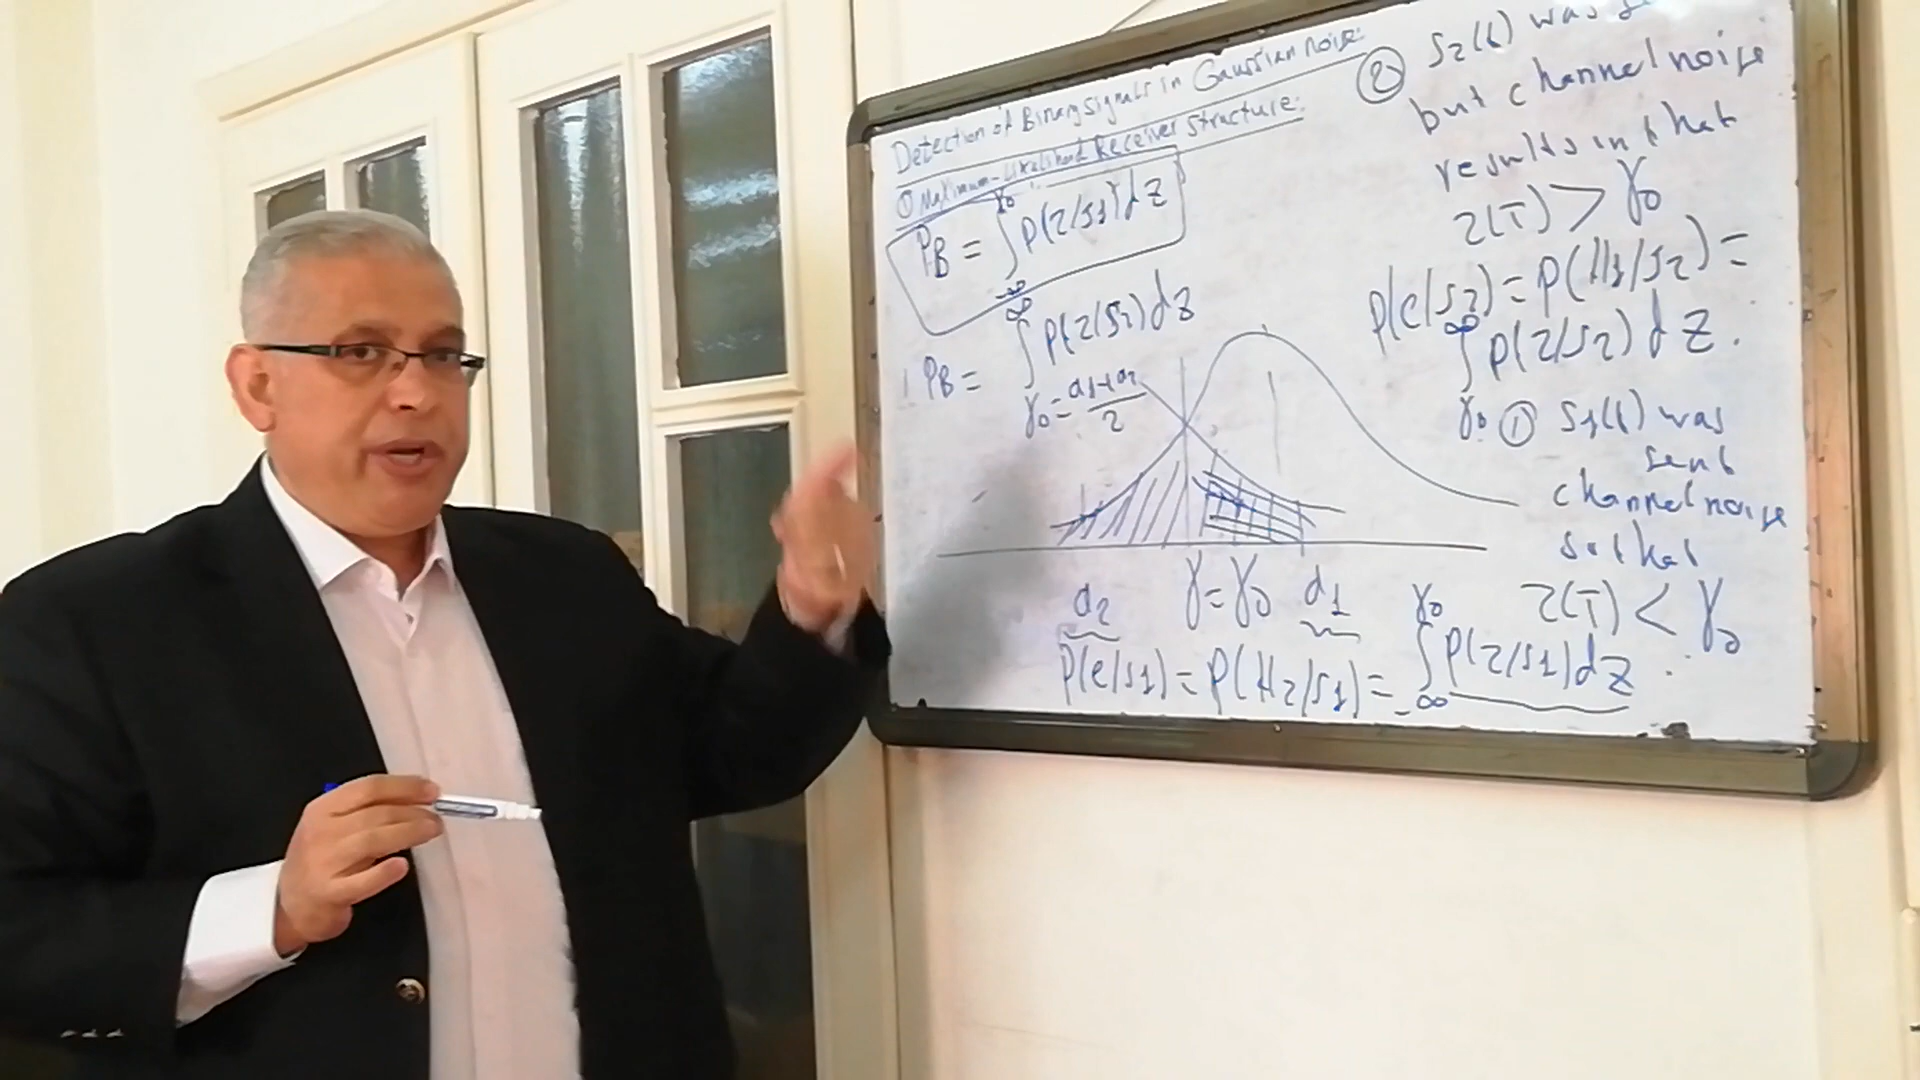 Detection of Binary signals in Gaussian noise:
① Maximum-Likelihood Receiver Structure:
PB = ∫ γ0 -∞ P(z/s1)dz
PB = ∫ ∞ γ0 = a1+a2 / 2 P(z/s2)dz
② s2(t) was
but channel noise
results in that
z(T) > γ0
P(e/s2) = P(H1/s2) =
∫ ∞ γ0 P(z/s2) dz.
① s1(t) was
sent
channel noise
so that
z(T) < γ0
a2 γ=γ0 a1
P(e/s1) = P(H2/s1) = ∫ γ0 -∞ P(z/s1)dz.